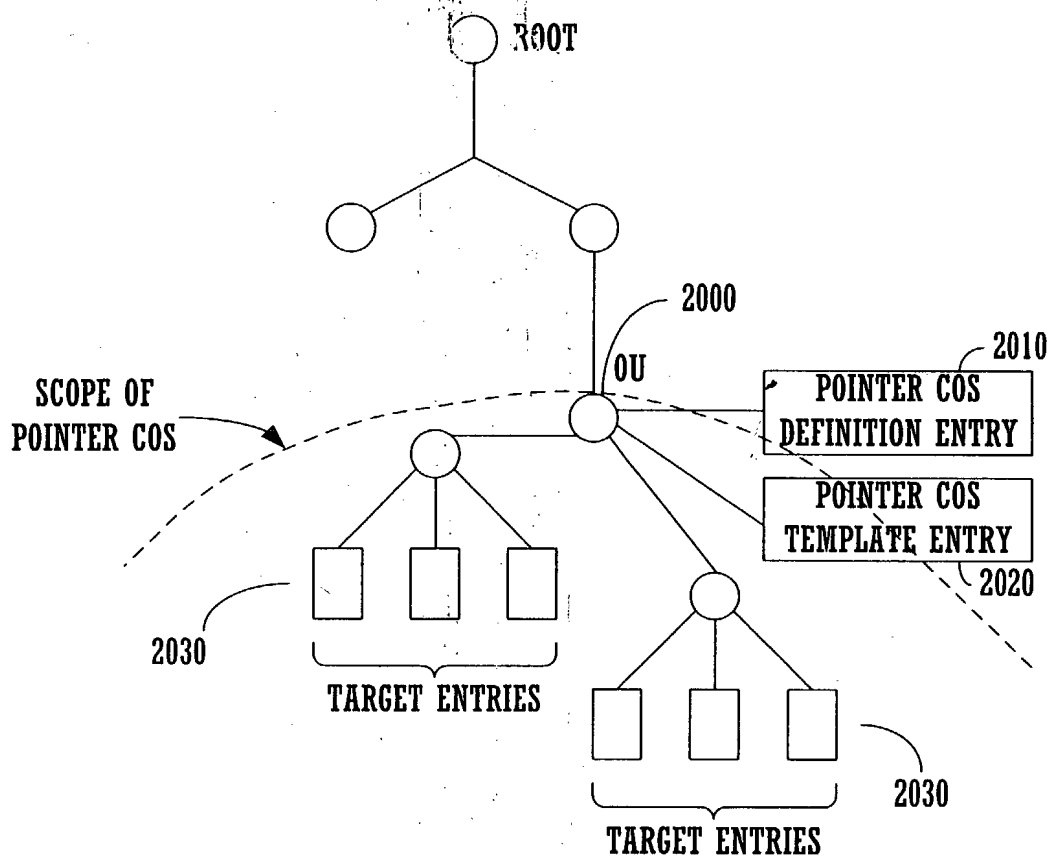 ROOT
2000
OU
2010
POINTER COS
DEFINITION ENTRY
SCOPE OF
POINTER COS
POINTER COS
TEMPLATE ENTRY
2020
2030
TARGET ENTRIES
2030
TARGET ENTRIES